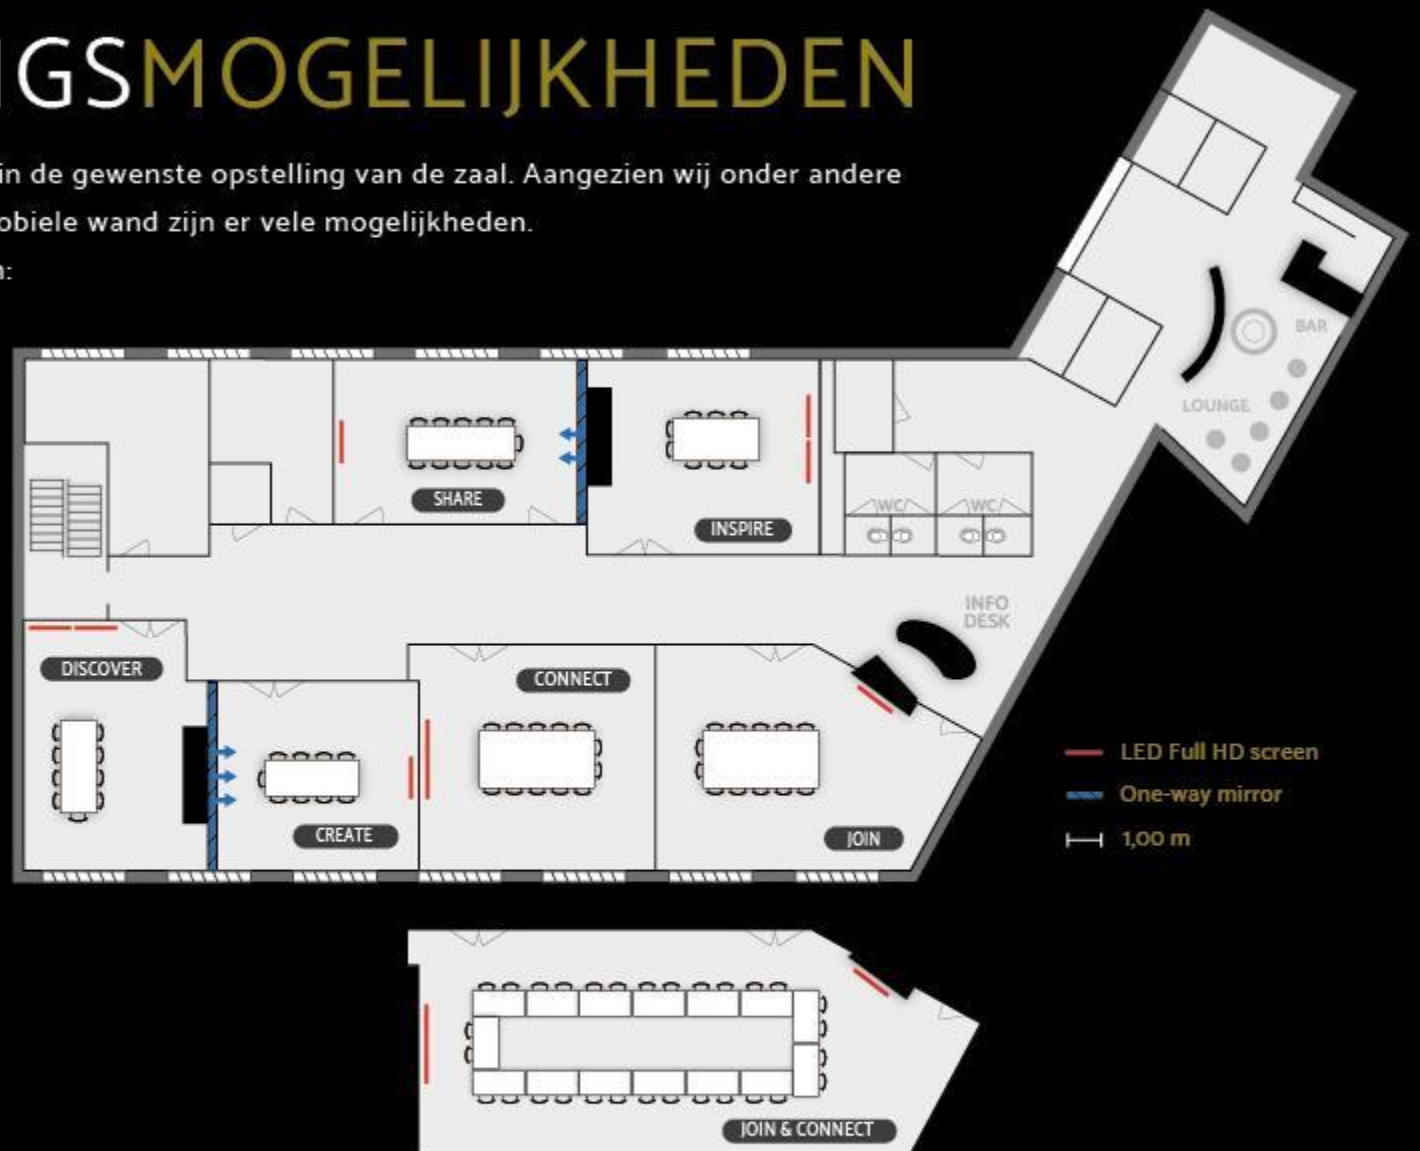 GSMOGELIJKHEDEN
in de gewenste opstelling van de zaal. Aangezien wij onder andere
obiele wand zijn er vele mogelijkheden.
:
BAR
LOUNGE
SHARE
INSPIRE
WC
WC
INFO
DESK
DISCOVER
CONNECT
CREATE
JOIN
LED Full HD screen
One-way mirror
1,00 m
JOIN & CONNECT